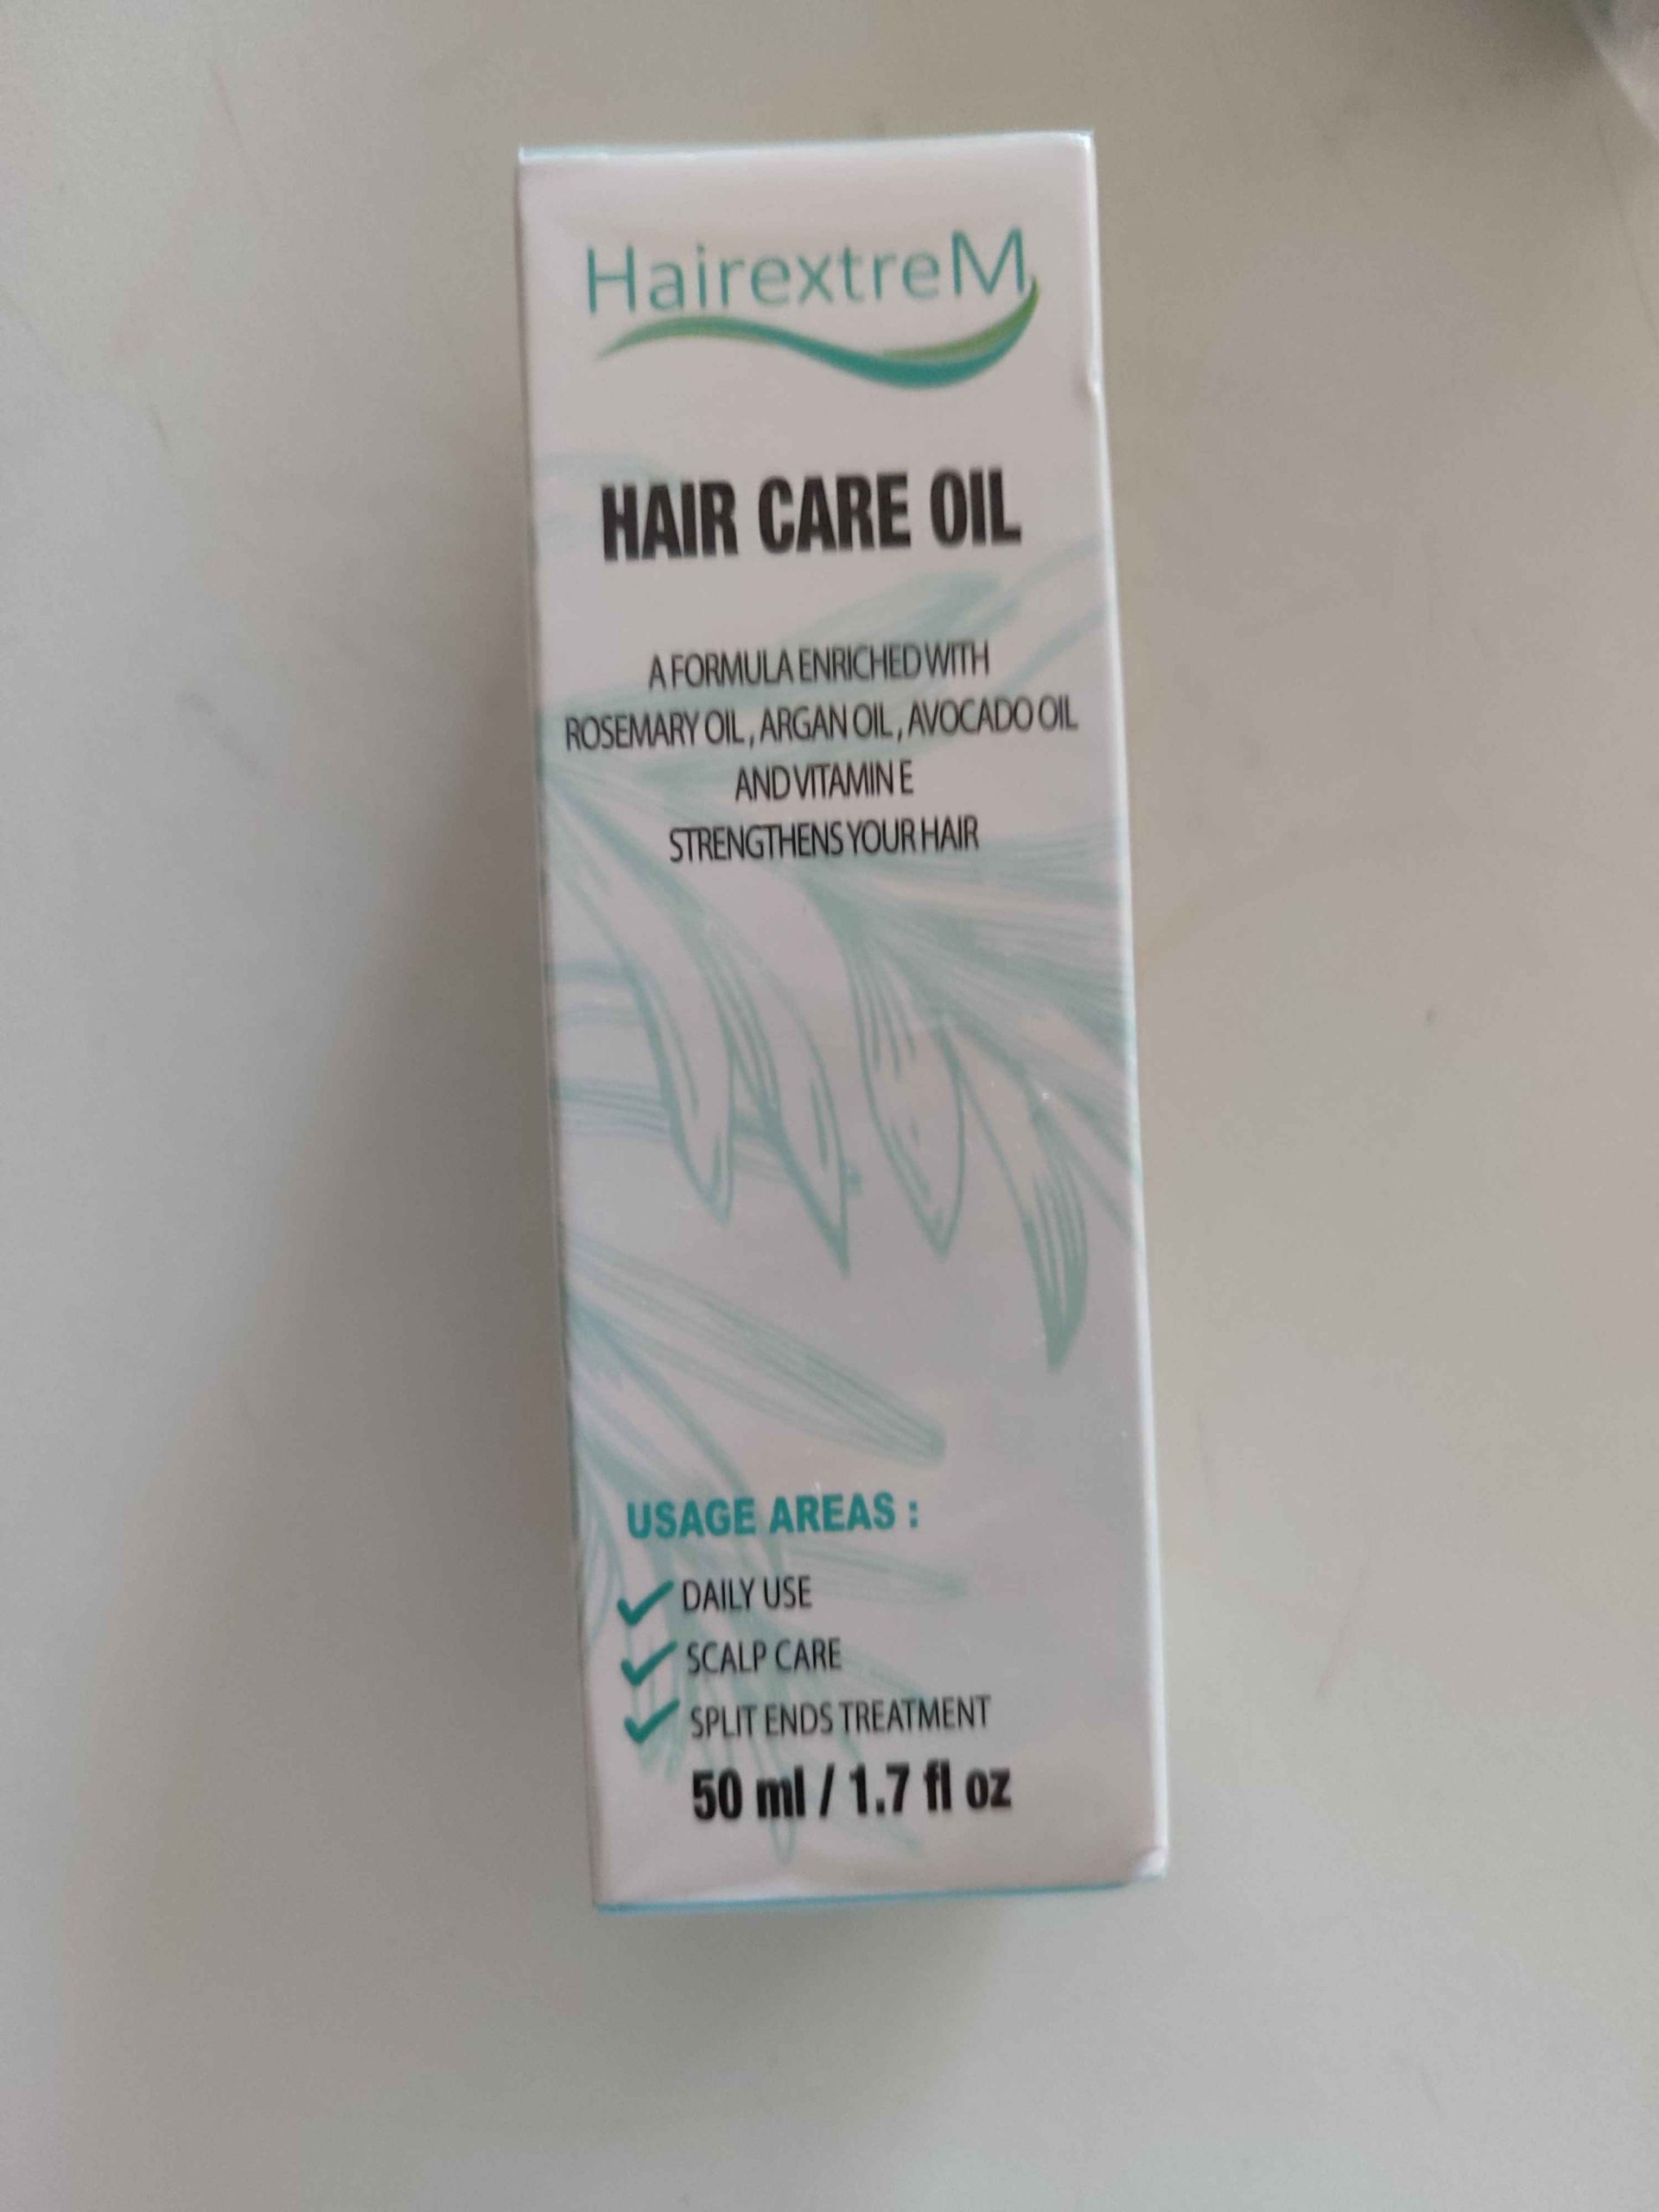 HairextreM
HAIR CARE OIL
A FORMULA ENRICHED WITH
ROSEMARY OIL , ARGAN OIL , AVOCADO OIL
AND VITAMIN E
STRENGTHENS YOUR HAIR
USAGE AREAS :
DAILY USE
SCALP CARE
SPLIT ENDS TREATMENT
50 ml / 1.7 fl oz